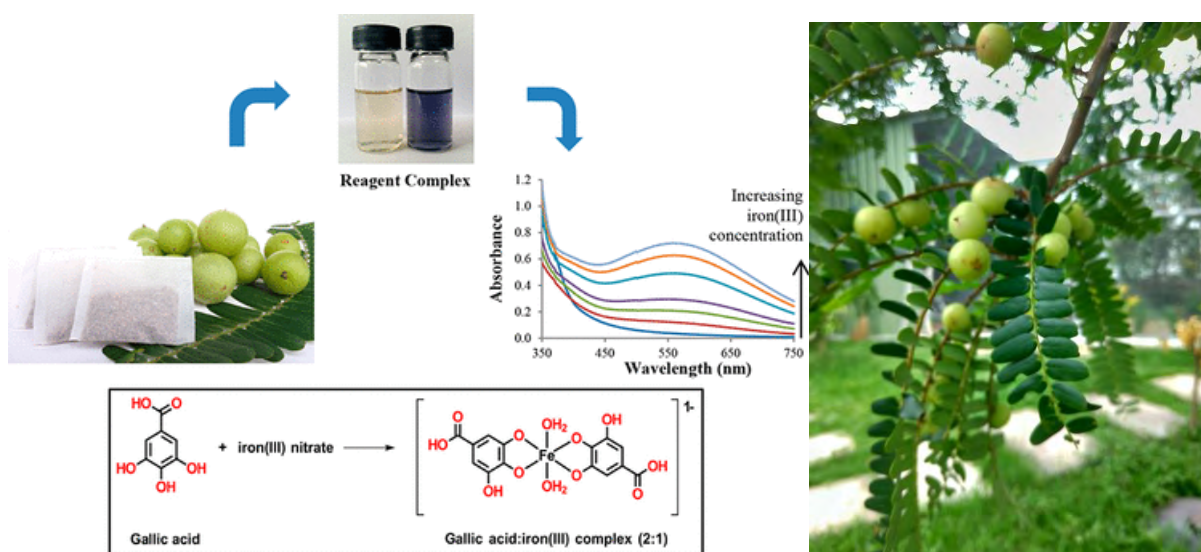 Reagent Complex
Increasing
iron(III)
concentration
Absorbance
1.2
1.0
0.8
0.6
0.4
0.2
0.0
350
450
550
650
750
Wavelength (nm)
HO
O
HO
OH
OH
+ iron(III) nitrate
Gallic acid
1-
O
HO
OH
OH₂
O
O
Fe
O
O
OH₂
OH
OH
O
Gallic acid:iron(III) complex (2:1)